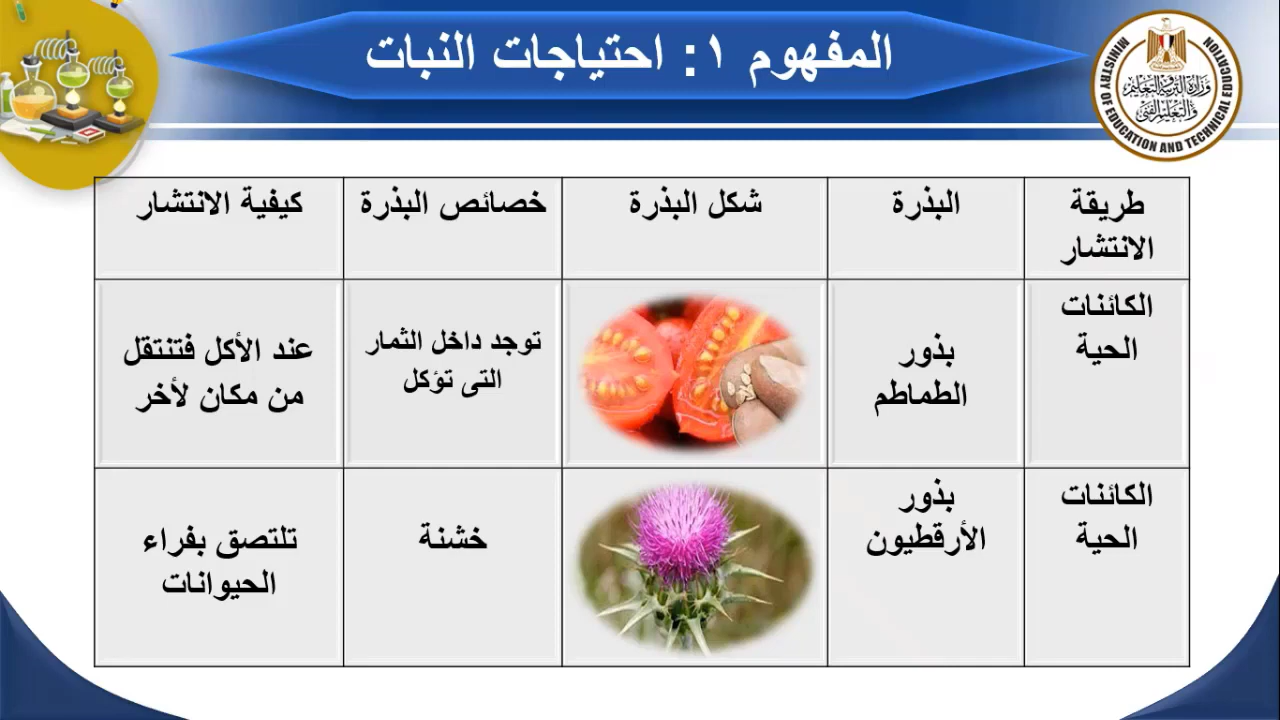 المفهوم ١: احتياجات النبات
وزارة التربية والتعليم
والتعليم الفنى
MINISTRY OF EDUCATION AND TECHNICAL EDUCATION
طريقة
الانتشار
البذرة
شكل البذرة
خصائص البذرة
كيفية الانتشار
الكائنات
الحية
بذور
الطماطم
توجد داخل الثمار
التى تؤكل
عند الأكل فتنتقل
من مكان لأخر
الكائنات
الحية
بذور
الأرقطيون
خشنة
تلتصق بفراء
الحيوانات